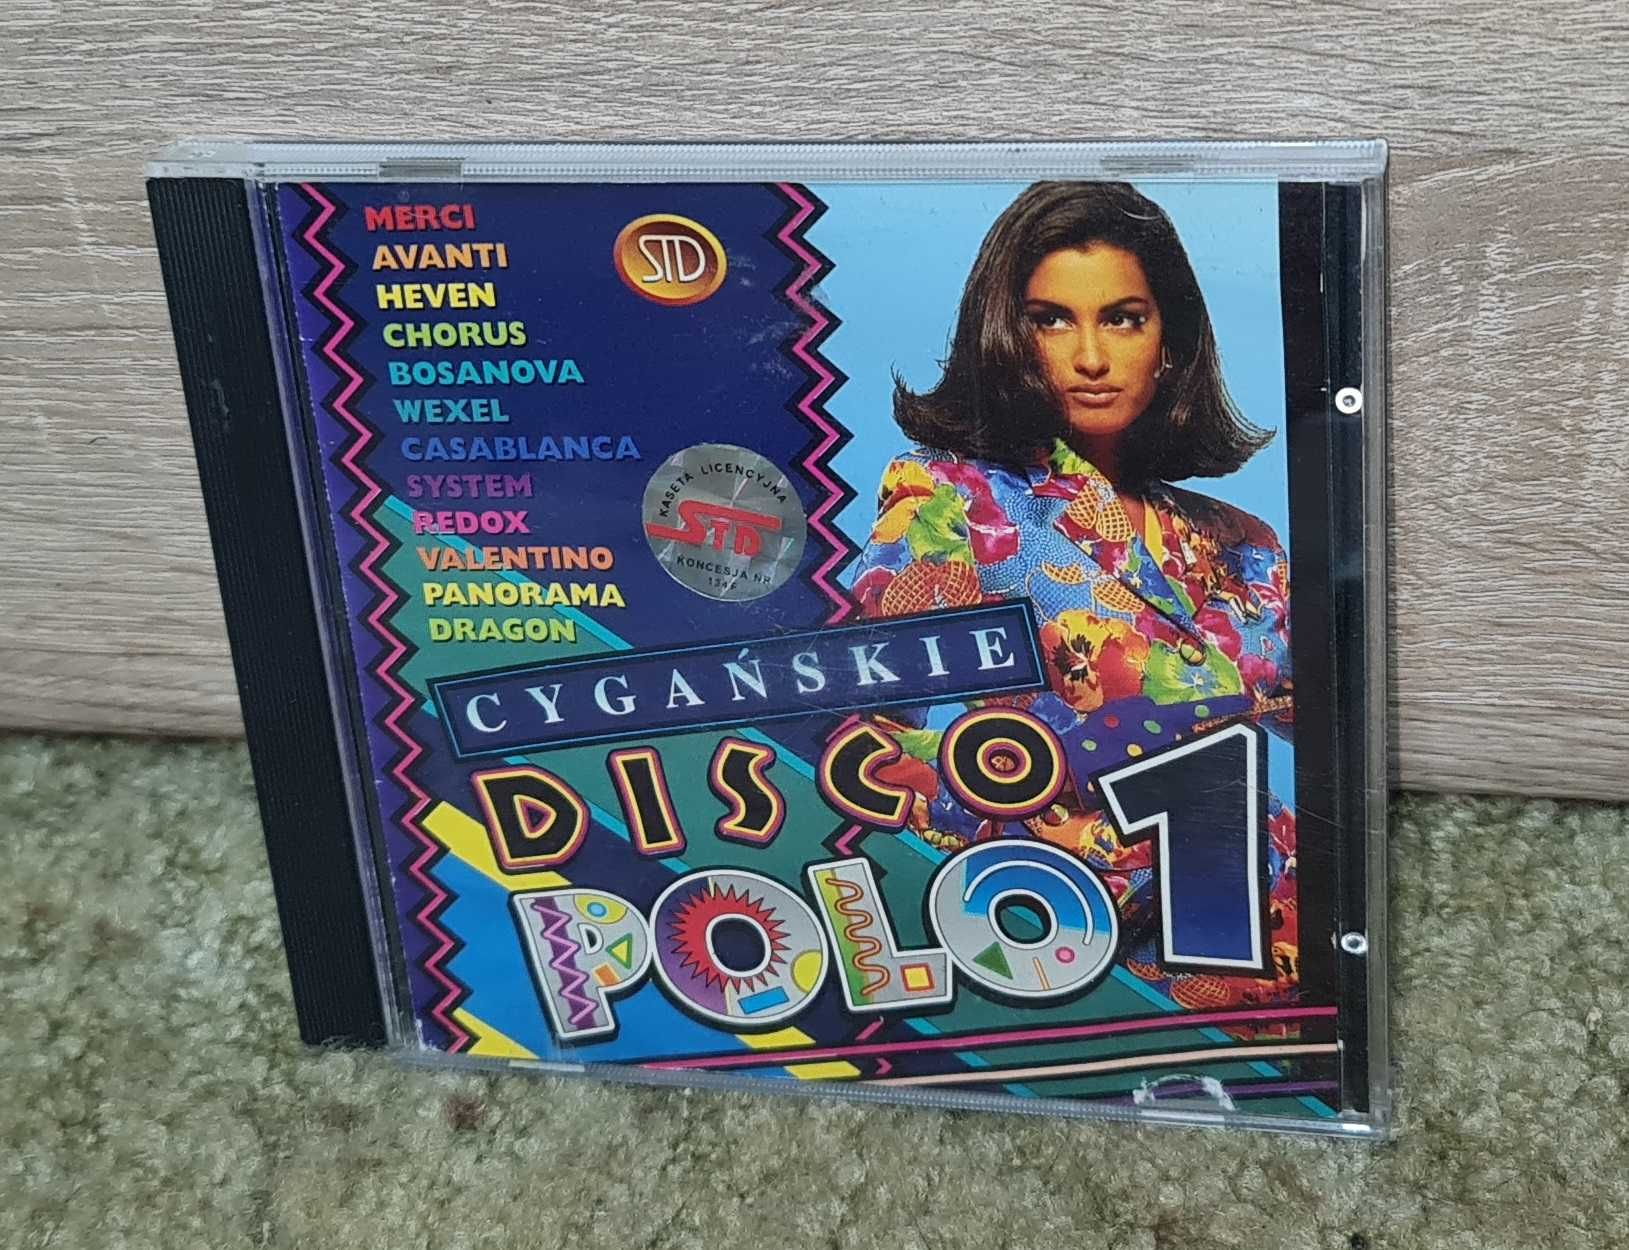 MERCI
AVANTI
HEVEN
CHORUS
BOSANOVA
WEXEL
CASABLANCA
SYSTEM
REDOX
VALENTINO
PANORAMA
DRAGON
STD
KASETA LICENCYJNA
STD
KONCESJA NR
134F
CYGAŃSKIE
DISCO
POLO 1